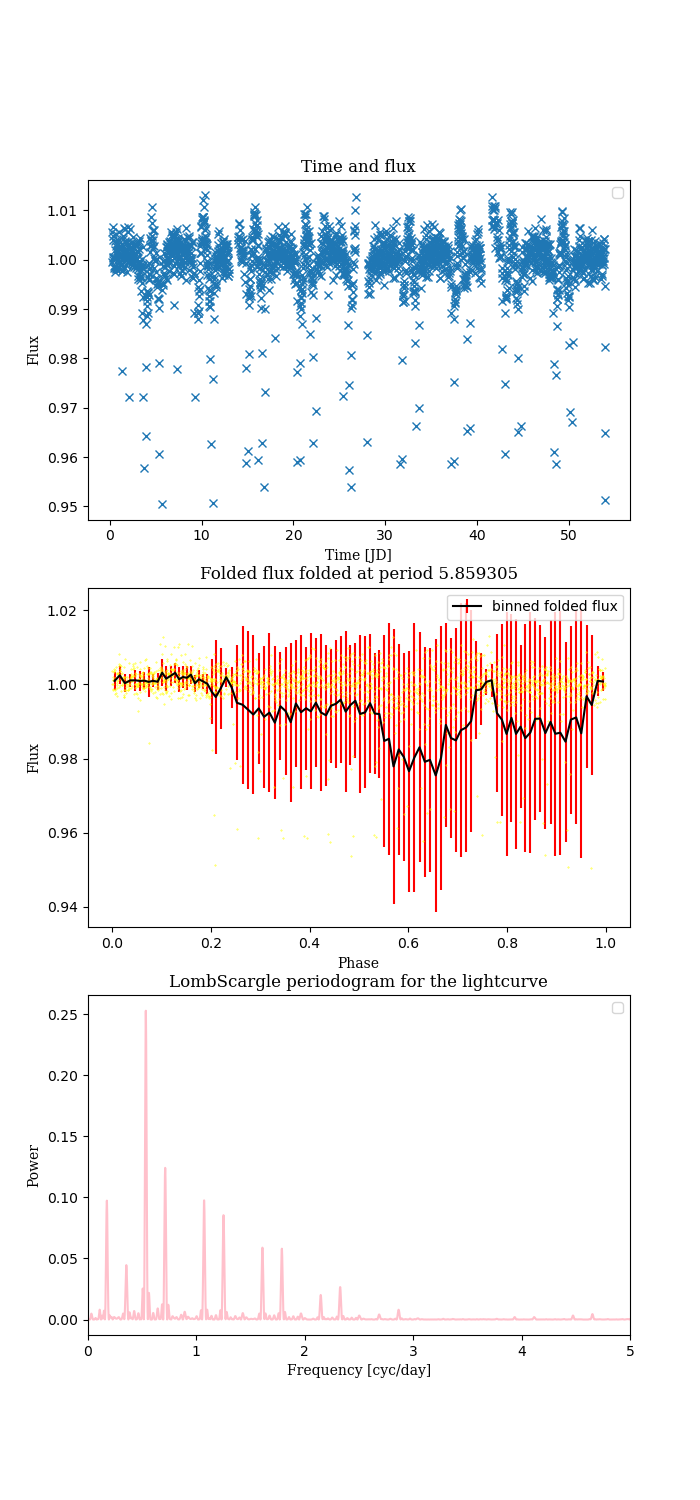 Time and flux
1.01
1.00
0.99
0.98
0.97
0.96
0.95
Flux
0 10 20 30 40 50
Time [JD]
Folded flux folded at period 5.859305
binned folded flux
1.02
1.00
0.98
0.96
0.94
Flux
0.0 0.2 0.4 0.6 0.8 1.0
Phase
LombScargle periodogram for the lightcurve
0.25
0.20
0.15
0.10
0.05
0.00
Power
0 1 2 3 4 5
Frequency [cyc/day]